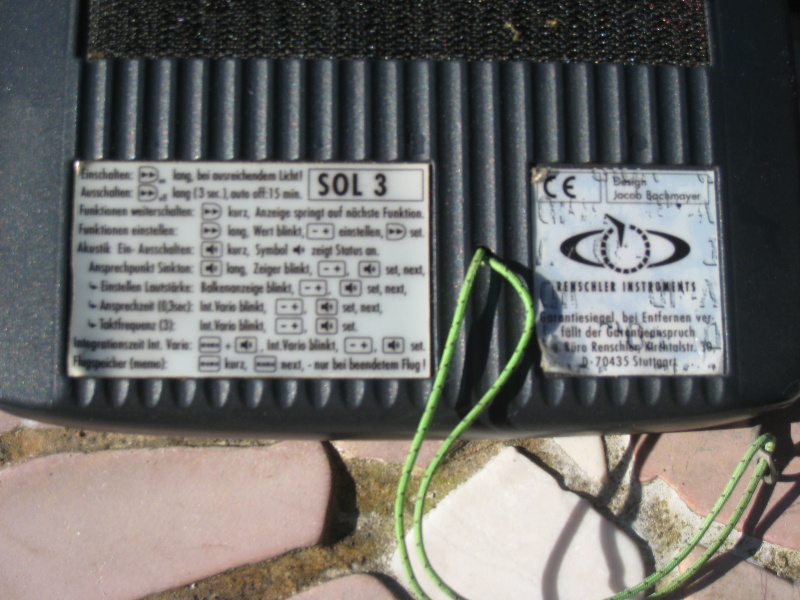 Einschalten: on lang, bei ausreichendem Licht!
Ausschalten: off lang (3 sec.), auto off: 15 min.
SOL 3
Funktionen weiterschalten: kurz, Anzeige springt auf nächste Funktion.
Funktionen einstellen: lang, Wert blinkt, - + einstellen, set.
Akustik Ein- Ausschalten: kurz, Symbol zeigt Status an.
Ansprechpunkt Sinkton: lang, Zeiger blinkt, - +, set, next,
Einstellen Lautstärke: Balkenanzeige blinkt, - +, set, next,
Ansprechzeit (0,3sec): Int.Vario blinkt, - +, set, next,
Taktfrequenz (3): Int.Vario blinkt, - +, set.
Integrationszeit Int. Vario: + , Int.Vario blinkt, - +, set.
Flugspeicher (memo): kurz, next, - nur bei beendetem Flug!
CE
Design
Jacob Bachmayer
RENSCHLER INSTRUMENTS
Garantiesiegel, bei Entfernen ver-
fällt der Garantieanspruch
Büro Renschler, Kirchtalstr. 30,
D-70435 Stuttgart